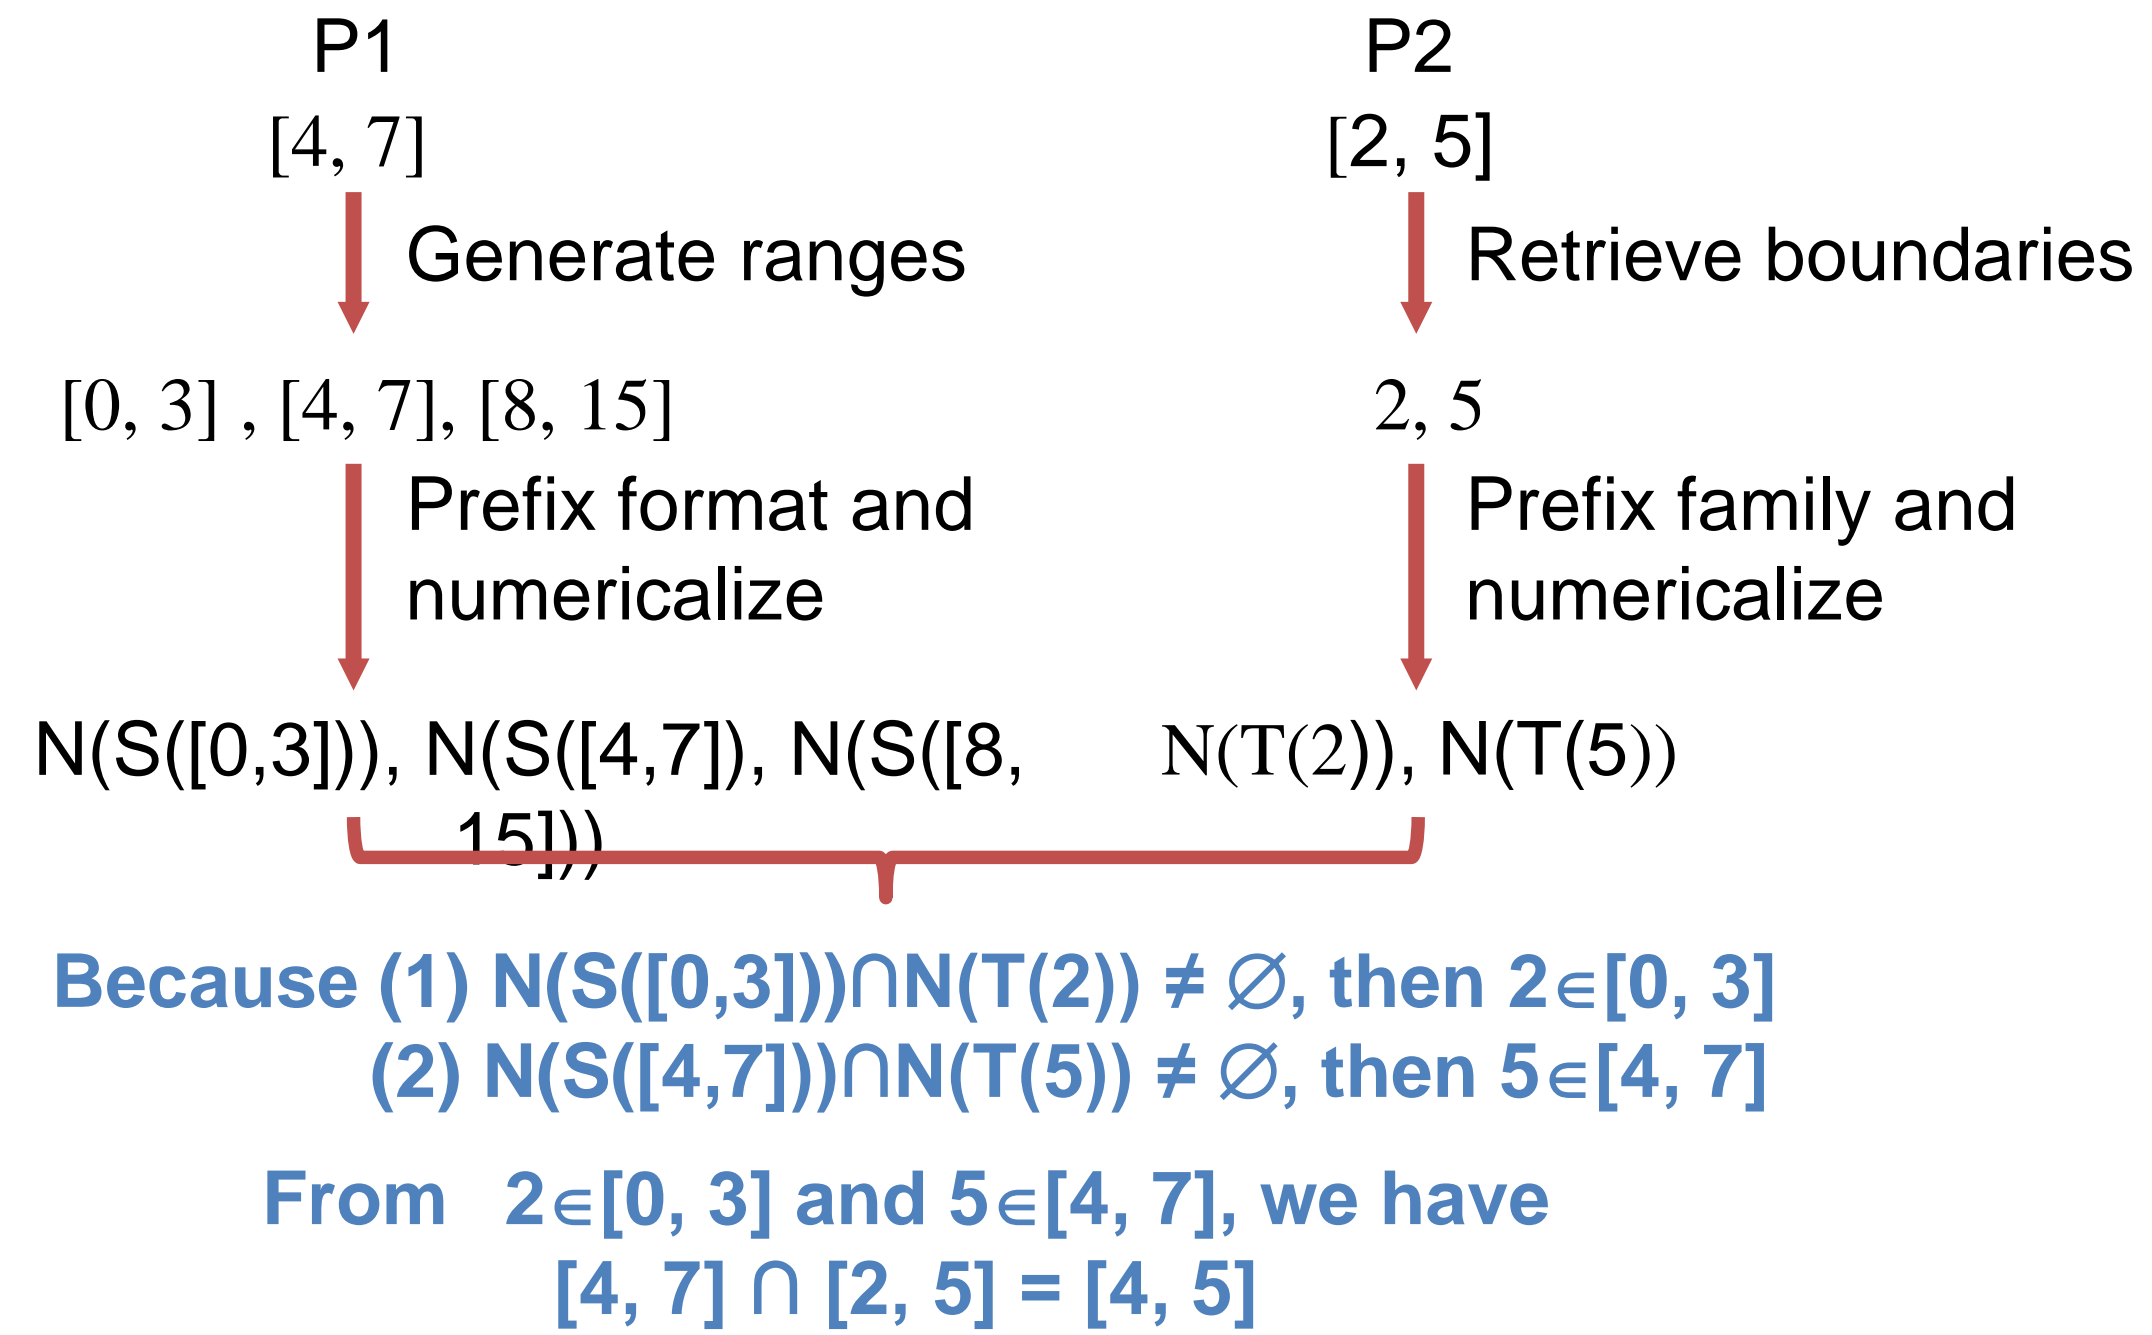 P1
P2
[4, 7]
[2, 5]
Generate ranges
Retrieve boundaries
[0, 3] , [4, 7], [8, 15]
2, 5
Prefix format and
numericalize
Prefix family and
numericalize
N(S([0,3])), N(S([4,7]), N(S([8,
15]))
N(T(2)), N(T(5))
Because (1) N(S([0,3]))∩N(T(2)) ≠ ∅, then 2∈[0, 3]
(2) N(S([4,7]))∩N(T(5)) ≠ ∅, then 5∈[4, 7]
From 2∈[0, 3] and 5∈[4, 7], we have
[4, 7] ∩ [2, 5] = [4, 5]